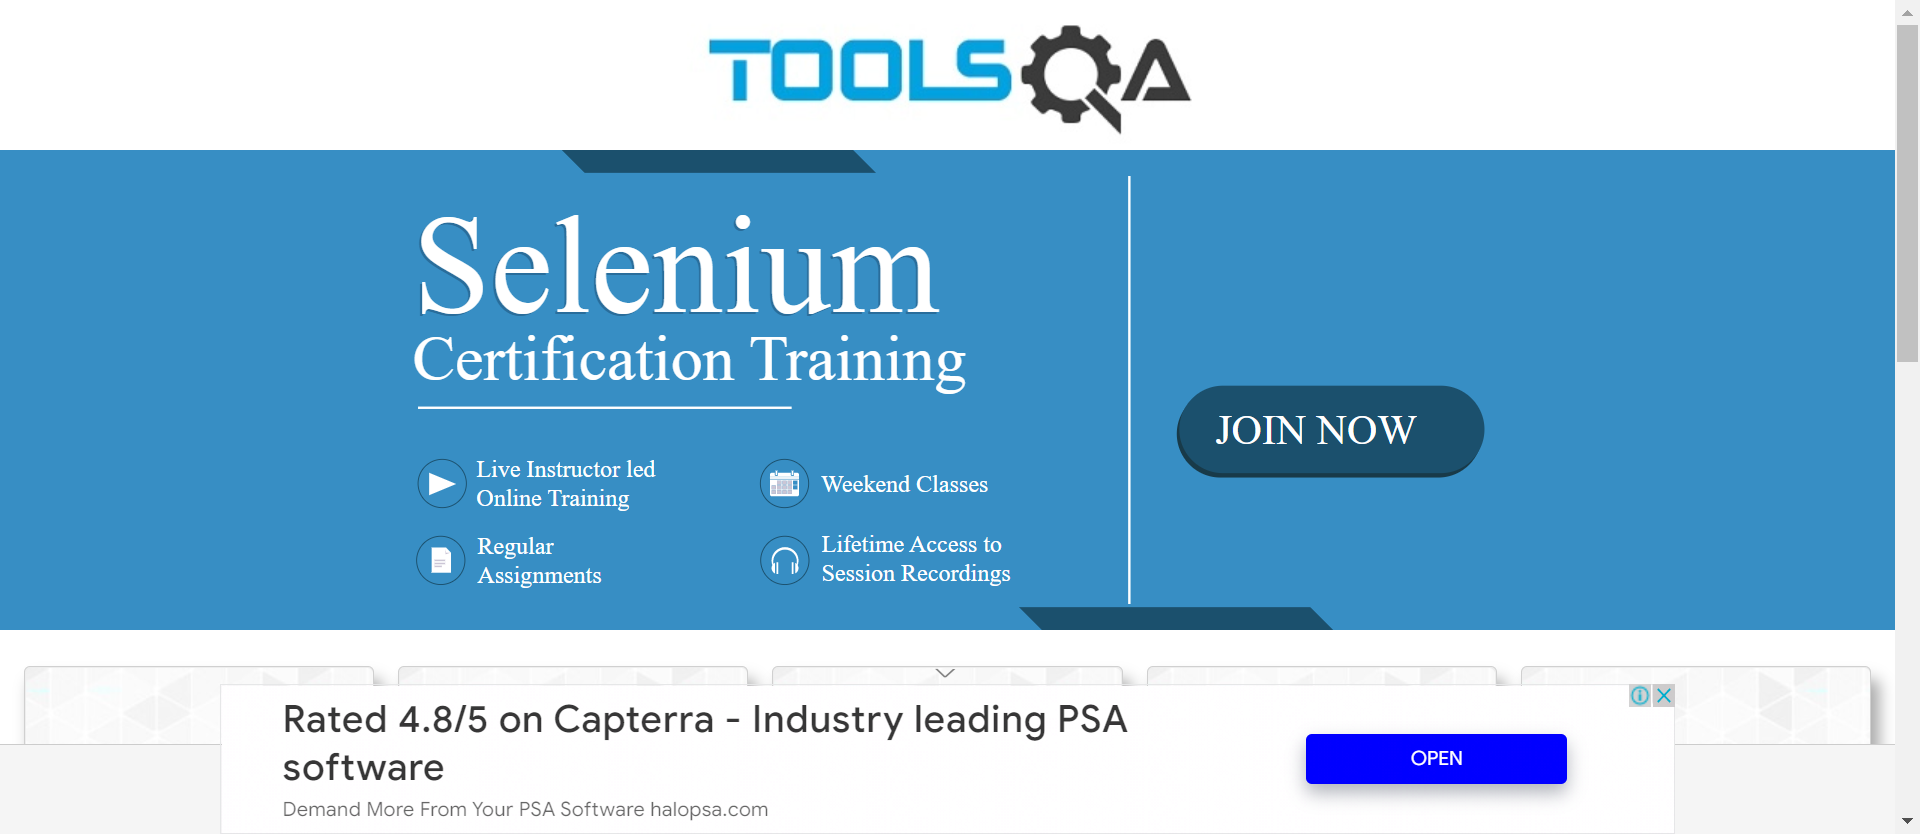 TOOLSQA
Selenium
Certification Training
Live Instructor led
Online Training
Weekend Classes
Regular
Assignments
Lifetime Access to
Session Recordings
JOIN NOW
Rated 4.8/5 on Capterra - Industry leading PSA
software
Demand More From Your PSA Software halopsa.com
OPEN